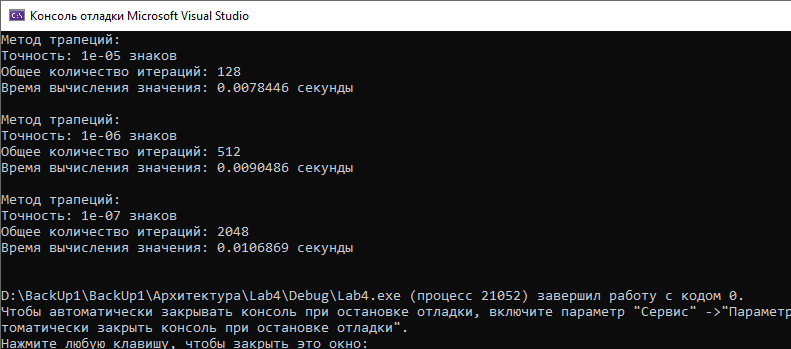 Консоль отладки Microsoft Visual Studio
Метод трапеций:
Точность: 1e-05 знаков
Общее количество итераций: 128
Время вычисления значения: 0.0078446 секунды
Метод трапеций:
Точность: 1e-06 знаков
Общее количество итераций: 512
Время вычисления значения: 0.0090486 секунды
Метод трапеций:
Точность: 1e-07 знаков
Общее количество итераций: 2048
Время вычисления значения: 0.0106869 секунды
D:\BackUp1\BackUp1\Архитектура\Lab4\Debug\Lab4.exe (процесс 21052) завершил работу с кодом 0.
Чтобы автоматически закрывать консоль при остановке отладки, включите параметр "Сервис" ->"Параметр
томатически закрыть консоль при остановке отладки".
Нажмите любую клавишу, чтобы закрыть это окно: